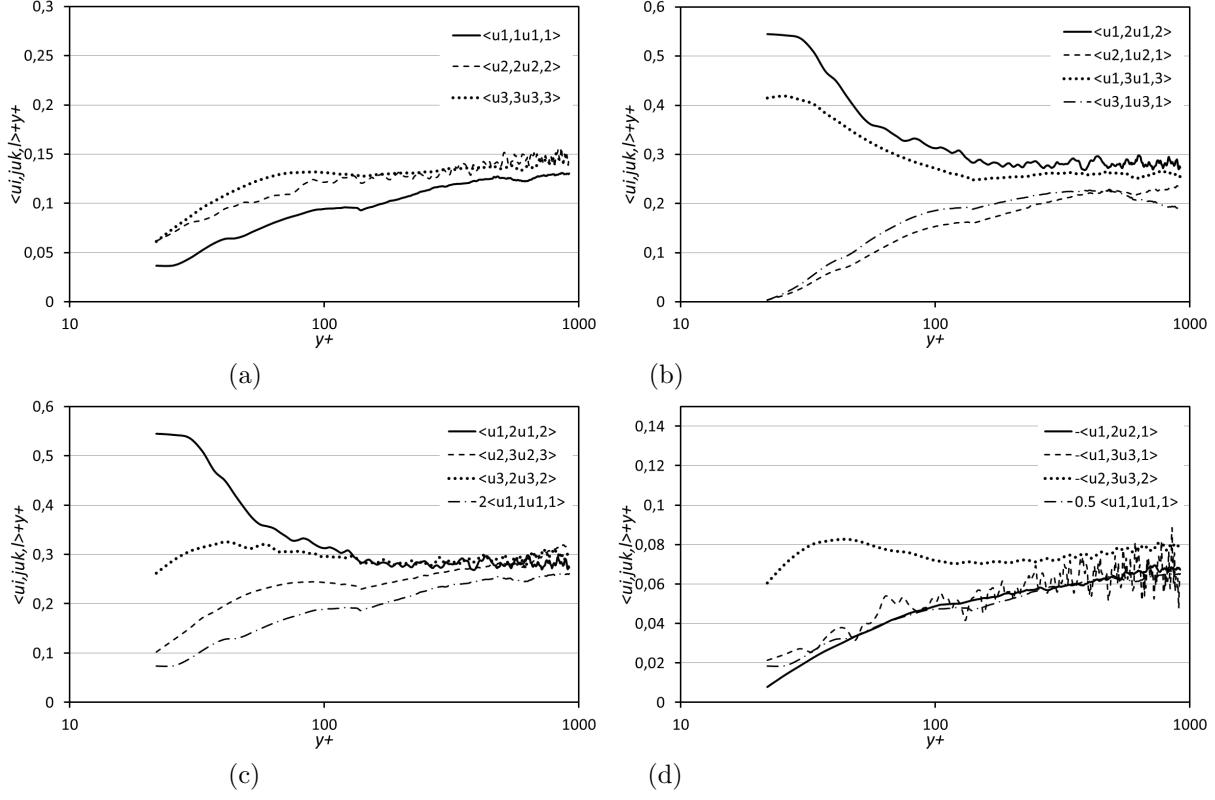 0,3
0,25
0,2
0,15
0,1
0,05
0
<ui,juk,l>+y+
<u1,1u1,1>
<u2,2u2,2>
<u3,3u3,3>
10
100
1000
y+
(a)
0,6
0,5
0,4
0,3
0,2
0,1
0
<ui,juk,l>+y+
<u1,2u1,2>
<u2,1u2,1>
<u1,3u1,3>
<u3,1u3,1>
10
100
1000
y+
(b)
0,6
0,5
0,4
0,3
0,2
0,1
0
<ui,juk,l>+y+
<u1,2u1,2>
<u2,3u2,3>
<u3,2u3,2>
2<u1,1u1,1>
10
100
1000
y+
(c)
0,14
0,12
0,1
0,08
0,06
0,04
0,02
0
<ui,juk,l>+y+
-<u1,2u2,1>
-<u1,3u3,1>
-<u2,3u3,2>
0.5 <u1,1u1,1>
10
100
1000
y+
(d)